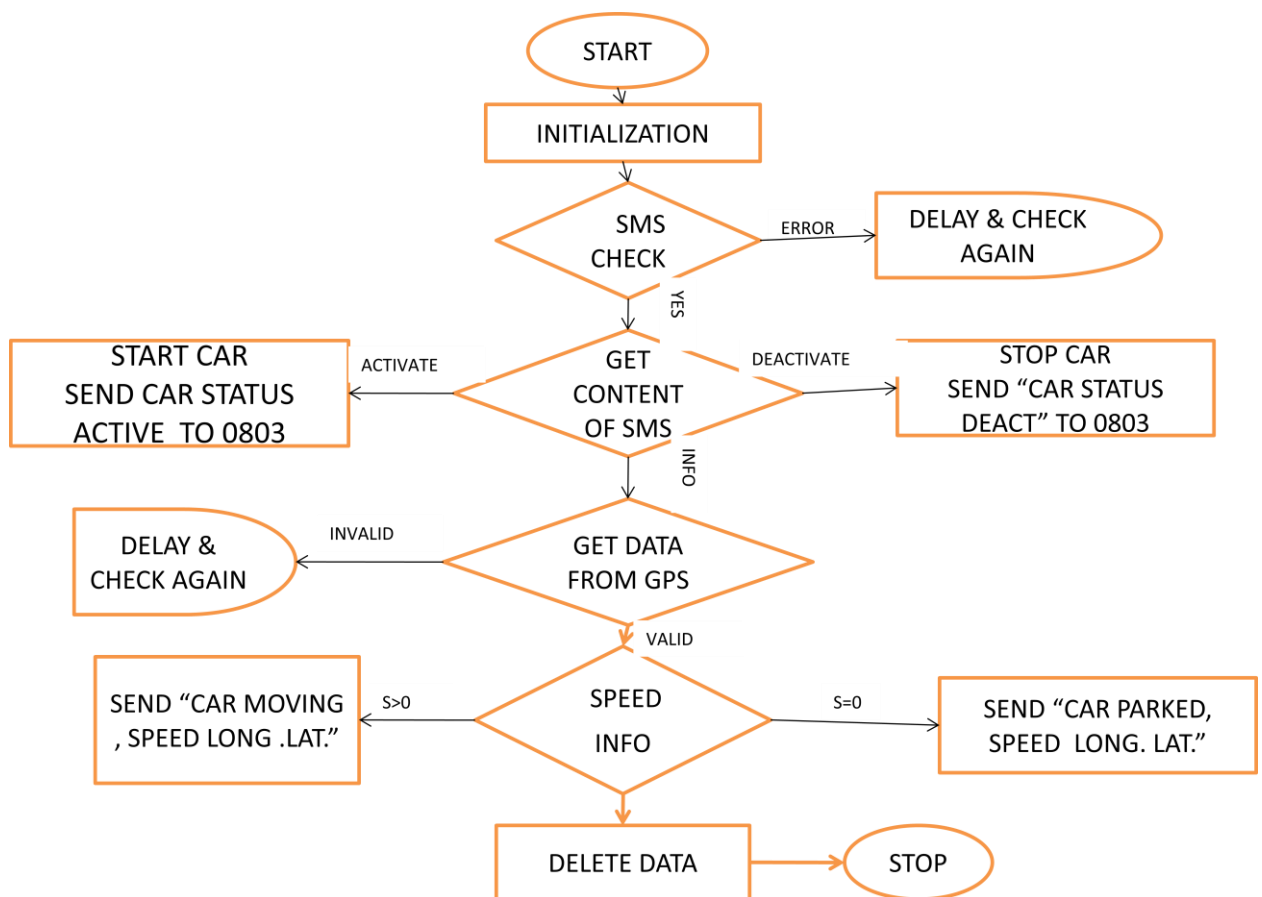 START
INITIALIZATION
SMS
CHECK
ERROR
DELAY & CHECK
AGAIN
YES
START CAR
SEND CAR STATUS
ACTIVE TO 0803
ACTIVATE
GET
CONTENT
OF SMS
DEACTIVATE
STOP CAR
SEND “CAR STATUS
DEACT” TO 0803
INFO
DELAY &
CHECK AGAIN
INVALID
GET DATA
FROM GPS
VALID
SEND “CAR MOVING
, SPEED LONG .LAT.”
S>0
SPEED
INFO
S=0
SEND “CAR PARKED,
SPEED LONG. LAT.”
DELETE DATA
STOP